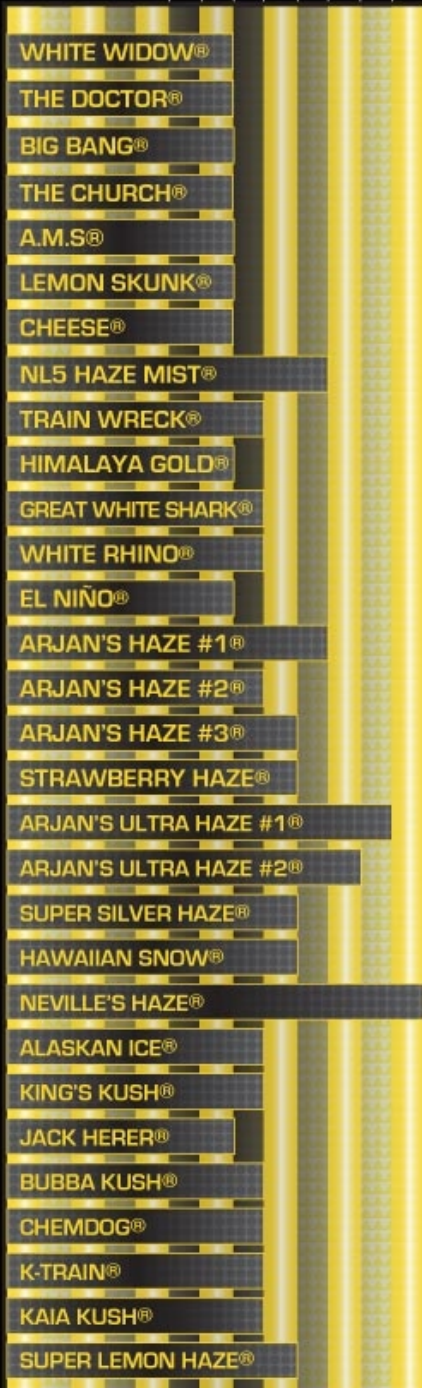 WHITE WIDOW®
THE DOCTOR®
BIG BANG®
THE CHURCH®
A.M.S®
LEMON SKUNK®
CHEESE®
NL5 HAZE MIST®
TRAIN WRECK®
HIMALAYA GOLD®
GREAT WHITE SHARK®
WHITE RHINO®
EL NIÑO®
ARJAN'S HAZE #1®
ARJAN'S HAZE #2®
ARJAN'S HAZE #3®
STRAWBERRY HAZE®
ARJAN'S ULTRA HAZE #1®
ARJAN'S ULTRA HAZE #2®
SUPER SILVER HAZE®
HAWAIIAN SNOW®
NEVILLE'S HAZE®
ALASKAN ICE®
KING'S KUSH®
JACK HERER®
BUBBA KUSH®
CHEMDOG®
K-TRAIN®
KAIA KUSH®
SUPER LEMON HAZE®